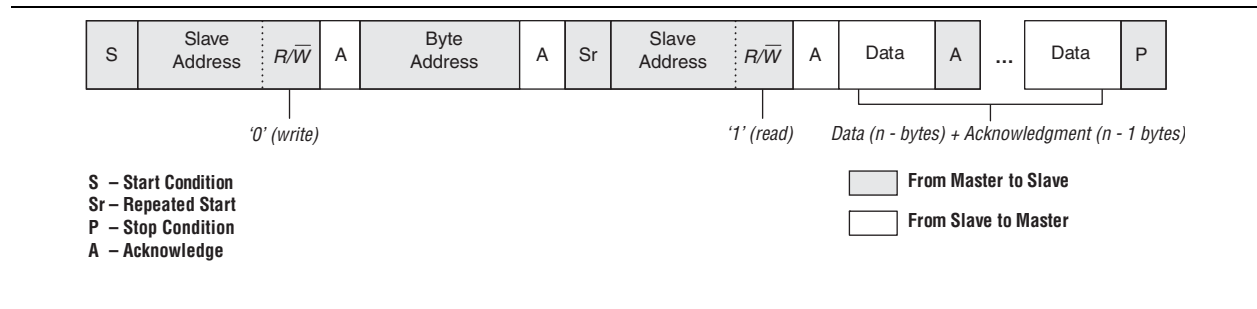 S Slave Address R/W̅ A Byte Address A Sr Slave Address R/W̅ A Data A ... Data P
‘0’ (write) ‘1’ (read) Data (n - bytes) + Acknowledgment (n - 1 bytes)
S – Start Condition
Sr – Repeated Start
P – Stop Condition
A – Acknowledge
From Master to Slave
From Slave to Master